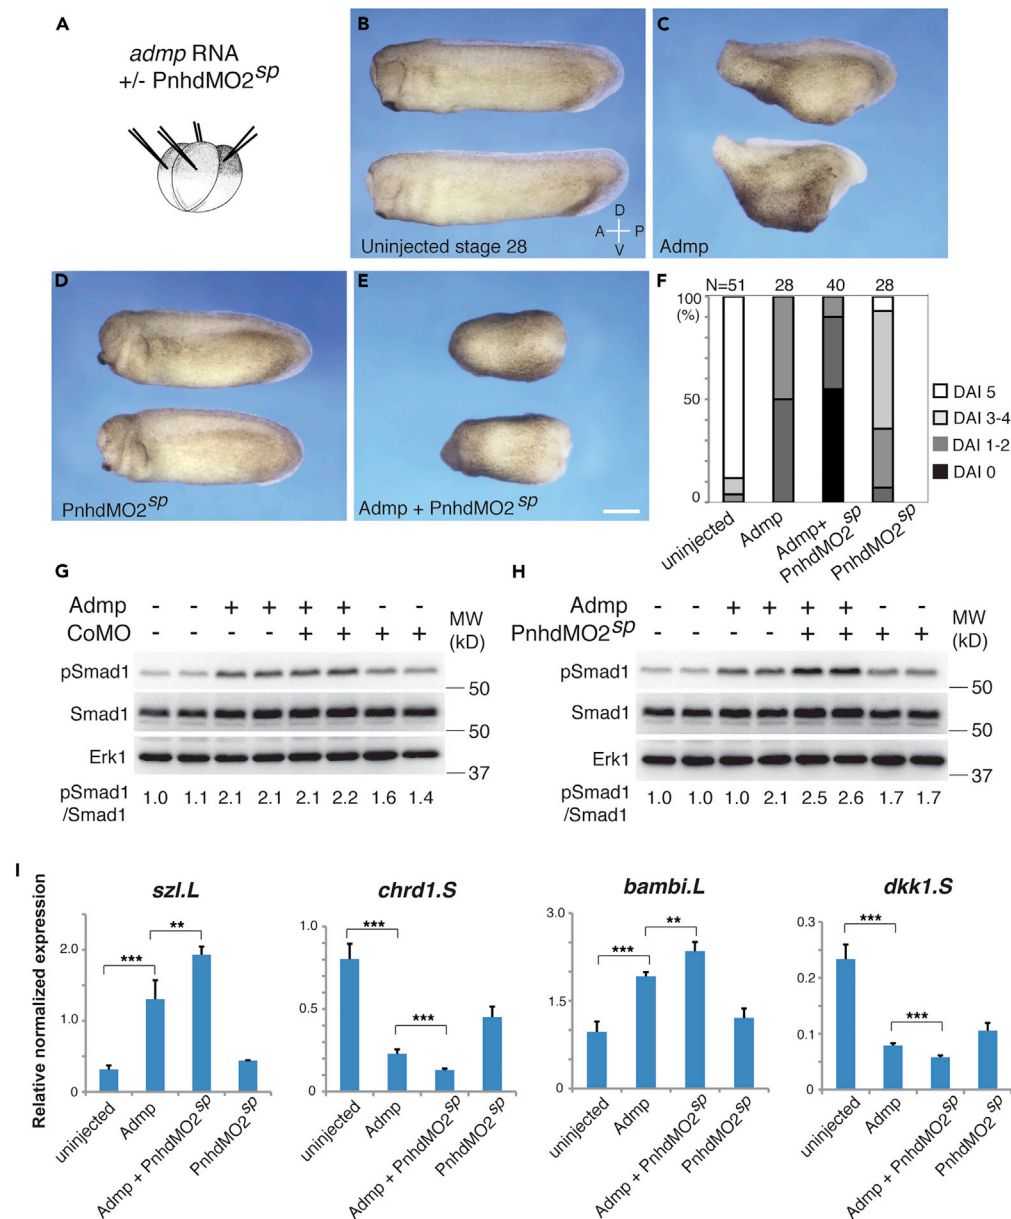 A
admp RNA
+/- PnhdMO2sp
B
D
A P
V
Uninjected stage 28
C
Admp
D
PnhdMO2sp
E
Admp + PnhdMO2sp
F
N=51 28 40 28
100
(%)
50
0
DAI 5
DAI 3-4
DAI 1-2
DAI 0
uninjected
Admp
Admp+
PnhdMO2sp
PnhdMO2sp
G
Admp - - + + + + - -
CoMO - - - - + + + +
MW
(kD)
pSmad1
50
Smad1
50
Erk1
37
pSmad1
/Smad1
1.0 1.1 2.1 2.1 2.1 2.2 1.6 1.4
H
Admp - - + + + + - -
PnhdMO2sp - - - - + + + +
MW
(kD)
pSmad1
50
Smad1
50
Erk1
37
pSmad1
/Smad1
1.0 1.0 1.0 2.1 2.5 2.6 1.7 1.7
I
Relative normalized expression
szl.L
2.0
1.0
0
***
**
uninjected
Admp
Admp + PnhdMO2sp
PnhdMO2sp
chrd1.S
1.0
0.5
0
***
***
uninjected
Admp
Admp + PnhdMO2sp
PnhdMO2sp
bambi.L
3.0
1.5
0
***
**
uninjected
Admp
Admp + PnhdMO2sp
PnhdMO2sp
dkk1.S
0.3
0.2
0.1
0
***
***
uninjected
Admp
Admp + PnhdMO2sp
PnhdMO2sp